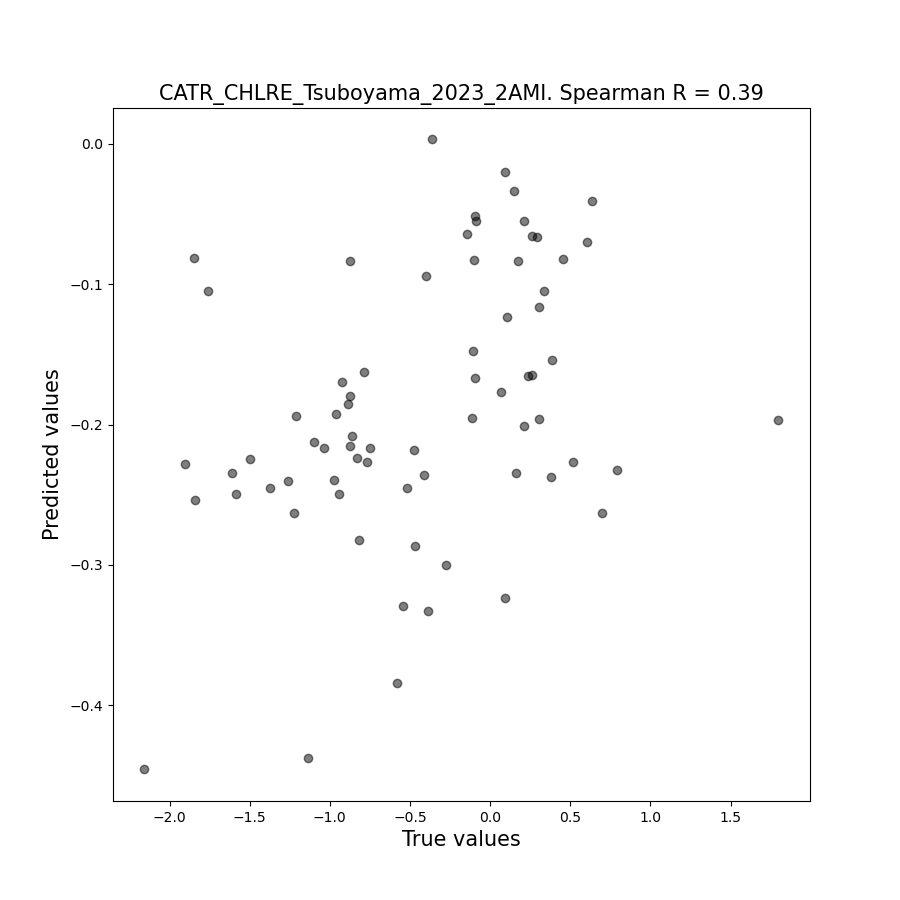 CATR_CHLRE_Tsuboyama_2023_2AMI. Spearman R = 0.39
0.0
−0.1
−0.2
−0.3
−0.4
Predicted values
−2.0 −1.5 −1.0 −0.5 0.0 0.5 1.0 1.5
True values